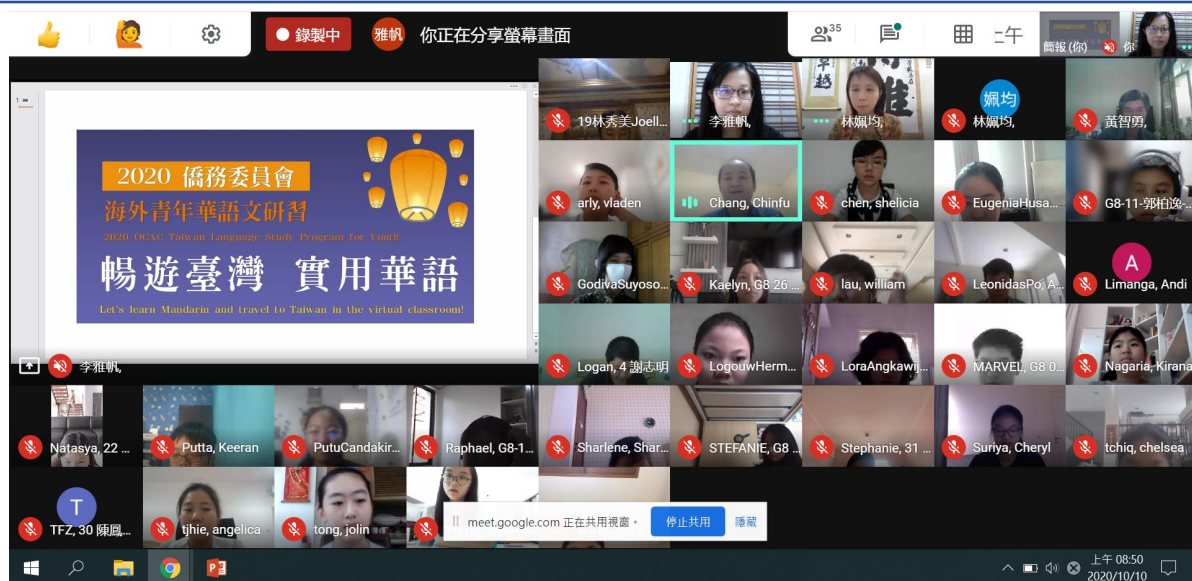 錄製中
雅帆
你正在分享螢幕畫面
35
簡報 (你)
你
1
2020 僑務委員會
海外青年華語文研習
2020 OCAC Taiwan Language Study Program for Youth
暢遊臺灣 實用華語
Let's learn Mandarin and travel to Taiwan in the virtual classroom!
李雅帆,
19林秀美Joell...
李雅帆,
林姵均,
姵均
林姵均,
黃智勇,
arly, vladen
Chang, Chinfu
chen, shelicia
EugeniaHusa...
G8-11-鄧柏逸-...
GodivaSuyoso...
Kaelyn, G8 26 ...
lau, william
LeonidasPo, A...
A
Limanga, Andi
Logan, 4 謝志明
LogouwHerm...
LoraAngkawij...
MARVEL, G8 0...
Nagaria, Kirana
Natasya, 22 ...
Putta, Keeran
PutuCandakir...
Raphael, G8-1...
Sharlene, Shar...
STEFANIE, G8 ...
Stephanie, 31 ...
Suriya, Cheryl
tchiq, chelsea
T
TFZ, 30 陳鳳...
tjhie, angelica
tong, jolin
meet.google.com 正在共用視窗。
停止共用
隱藏
上午 08:50
2020/10/10